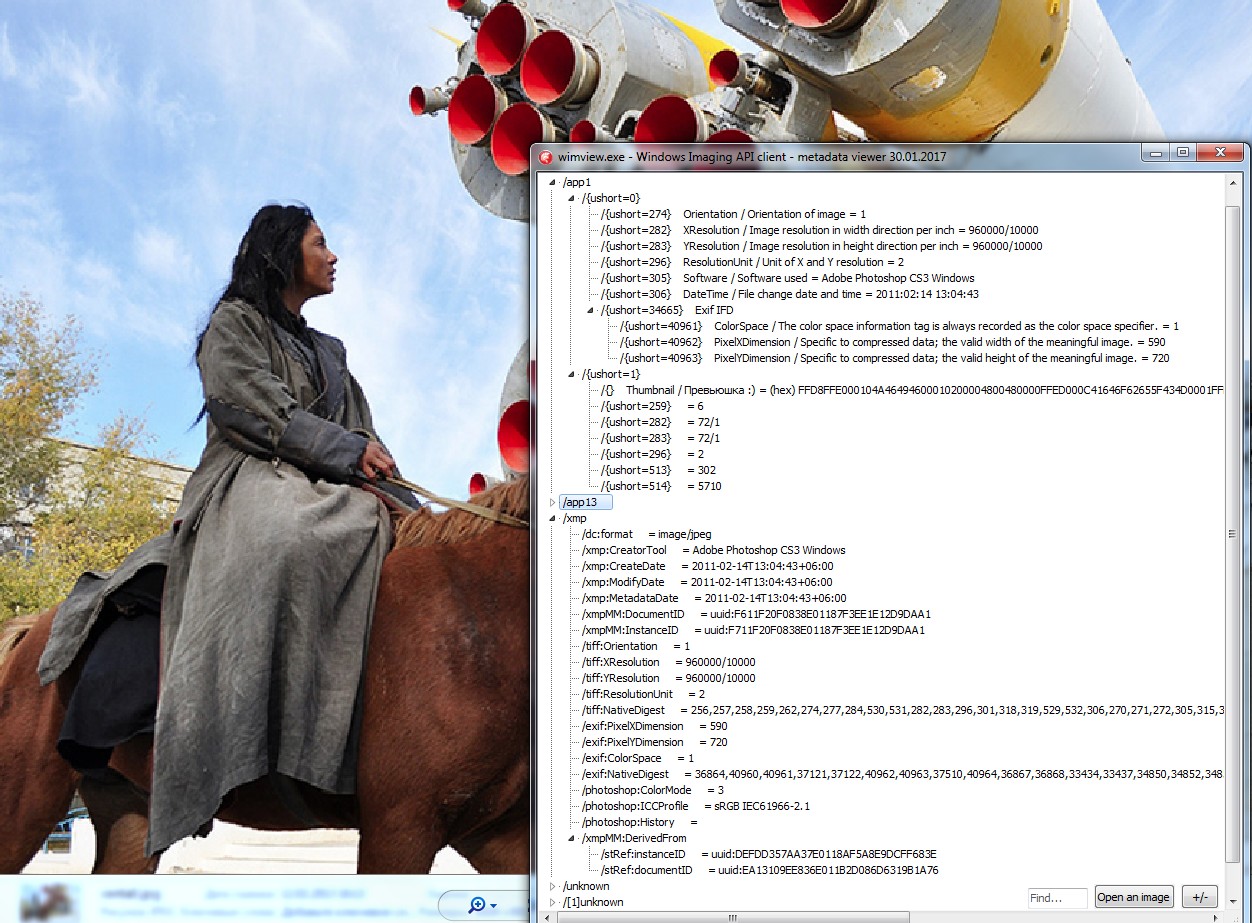 wimview.exe - Windows Imaging API client - metadata viewer 30.01.2017
/app1
/{ushort=0}
/{ushort=274} Orientation / Orientation of image = 1
/{ushort=282} XResolution / Image resolution in width direction per inch = 960000/10000
/{ushort=283} YResolution / Image resolution in height direction per inch = 960000/10000
/{ushort=296} ResolutionUnit / Unit of X and Y resolution = 2
/{ushort=305} Software / Software used = Adobe Photoshop CS3 Windows
/{ushort=306} DateTime / File change date and time = 2011:02:14 13:04:43
/{ushort=34665} Exif IFD
/{ushort=40961} ColorSpace / The color space information tag is always recorded as the color space specifier. = 1
/{ushort=40962} PixelXDimension / Specific to compressed data; the valid width of the meaningful image. = 590
/{ushort=40963} PixelYDimension / Specific to compressed data; the valid height of the meaningful image. = 720
/{ushort=1}
/{} Thumbnail / Превьюшка :) = (hex) FFD8FFE000104A46494600010200004800480000FFED000C41646F62655F434D0001FF
/{ushort=259} = 6
/{ushort=282} = 72/1
/{ushort=283} = 72/1
/{ushort=296} = 2
/{ushort=513} = 302
/{ushort=514} = 5710
/app13
/xmp
/dc:format = image/jpeg
/xmp:CreatorTool = Adobe Photoshop CS3 Windows
/xmp:CreateDate = 2011-02-14T13:04:43+06:00
/xmp:ModifyDate = 2011-02-14T13:04:43+06:00
/xmp:MetadataDate = 2011-02-14T13:04:43+06:00
/xmpMM:DocumentID = uuid:F611F20F0838E01187F3EE1E12D9DAA1
/xmpMM:InstanceID = uuid:F711F20F0838E01187F3EE1E12D9DAA1
/tiff:Orientation = 1
/tiff:XResolution = 960000/10000
/tiff:YResolution = 960000/10000
/tiff:ResolutionUnit = 2
/tiff:NativeDigest = 256,257,258,259,262,274,277,284,530,531,282,283,296,301,318,319,529,532,306,270,271,272,305,315,3
/exif:PixelXDimension = 590
/exif:PixelYDimension = 720
/exif:ColorSpace = 1
/exif:NativeDigest = 36864,40960,40961,37121,37122,40962,40963,37510,40964,36867,36868,33434,33437,34850,34852,348
/photoshop:ColorMode = 3
/photoshop:ICCProfile = sRGB IEC61966-2.1
/photoshop:History =
/xmpMM:DerivedFrom
/stRef:instanceID = uuid:DEFDD357AA37E0118AF5A8E9DCFF683E
/stRef:documentID = uuid:EA13109EE836E011B2D086D6319B1A76
/unknown
/[1]unknown
Find... Open an image +/-